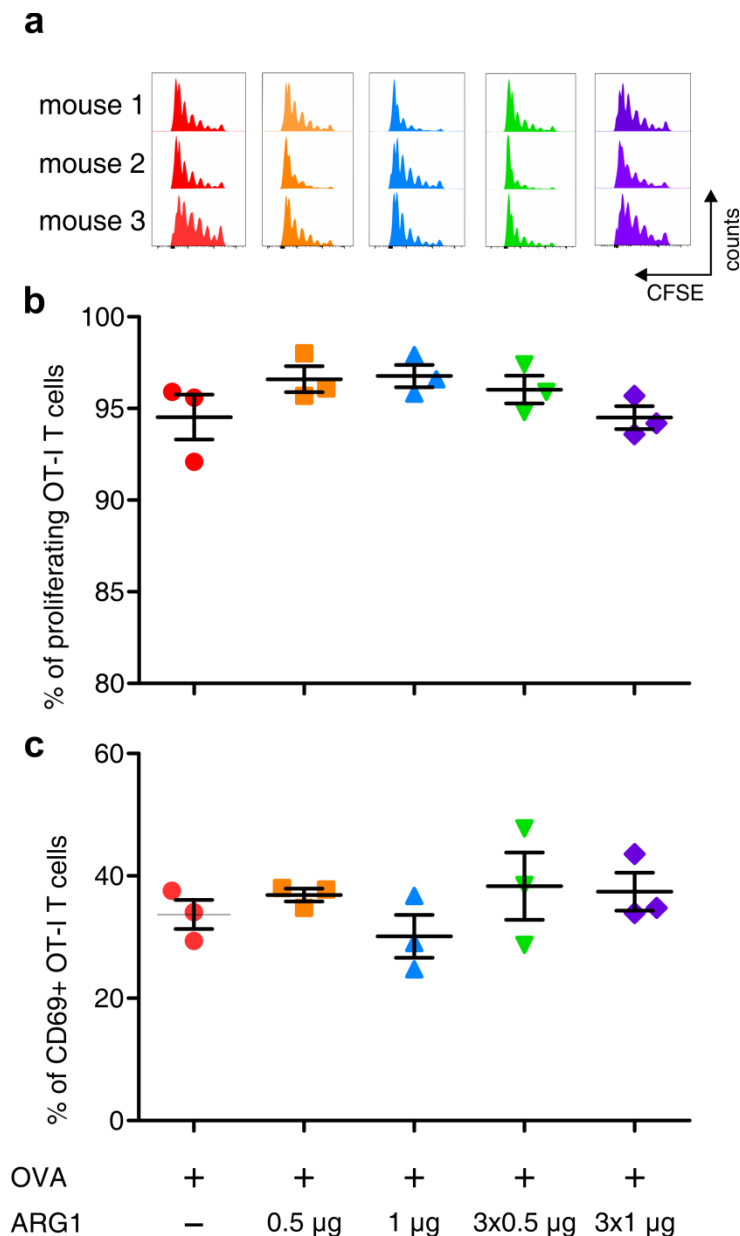 a
mouse 1
mouse 2
mouse 3
counts
CFSE
b
% of proliferating OT-I T cells
100
95
90
85
80
c
% of CD69+ OT-I T cells
60
40
20
0
OVA + + + + +
ARG1 – 0.5 µg 1 µg 3x0.5 µg 3x1 µg